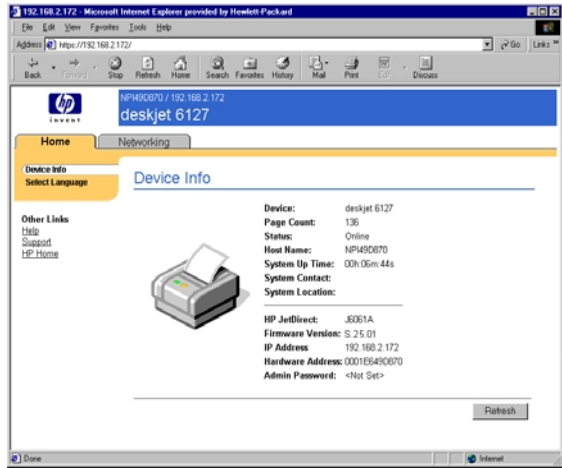 192.168.2.172 - Microsoft Internet Explorer provided by Hewlett-Packard
File Edit View Favorites Tools Help
Address https://192.168.2.172/ Go Links »
Back Forward Stop Refresh Home Search Favorites History Mail Print Edit Discuss
hp
invent
NPI49D870 / 192.168.2.172
deskjet 6127
Home Networking
Device Info
Select Language
Other Links
Help
Support
HP Home
Device Info
Device: deskjet 6127
Page Count: 136
Status: Online
Host Name: NPI49D870
System Up Time: 00h:06m:44s
System Contact:
System Location:
HP JetDirect: J6061A
Firmware Version: S.25.01
IP Address 192.168.2.172
Hardware Address: 0001E649D870
Admin Password: <Not Set>
Refresh
Done Internet